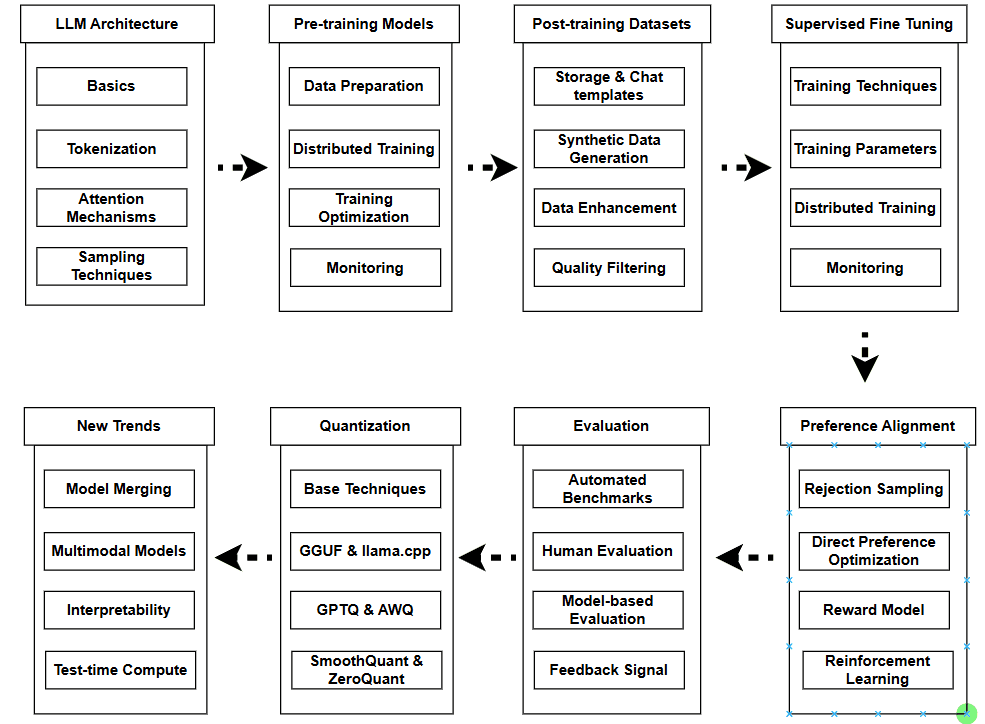 LLM Architecture
Basics
Tokenization
Attention
Mechanisms
Sampling
Techniques
Pre-training Models
Data Preparation
Distributed Training
Training
Optimization
Monitoring
Post-training Datasets
Storage & Chat
templates
Synthetic Data
Generation
Data Enhancement
Quality Filtering
Supervised Fine Tuning
Training Techniques
Training Parameters
Distributed Training
Monitoring
Preference Alignment
Rejection Sampling
Direct Preference
Optimization
Reward Model
Reinforcement
Learning
Evaluation
Automated
Benchmarks
Human Evaluation
Model-based
Evaluation
Feedback Signal
Quantization
Base Techniques
GGUF & llama.cpp
GPTQ & AWQ
SmoothQuant &
ZeroQuant
New Trends
Model Merging
Multimodal Models
Interpretability
Test-time Compute